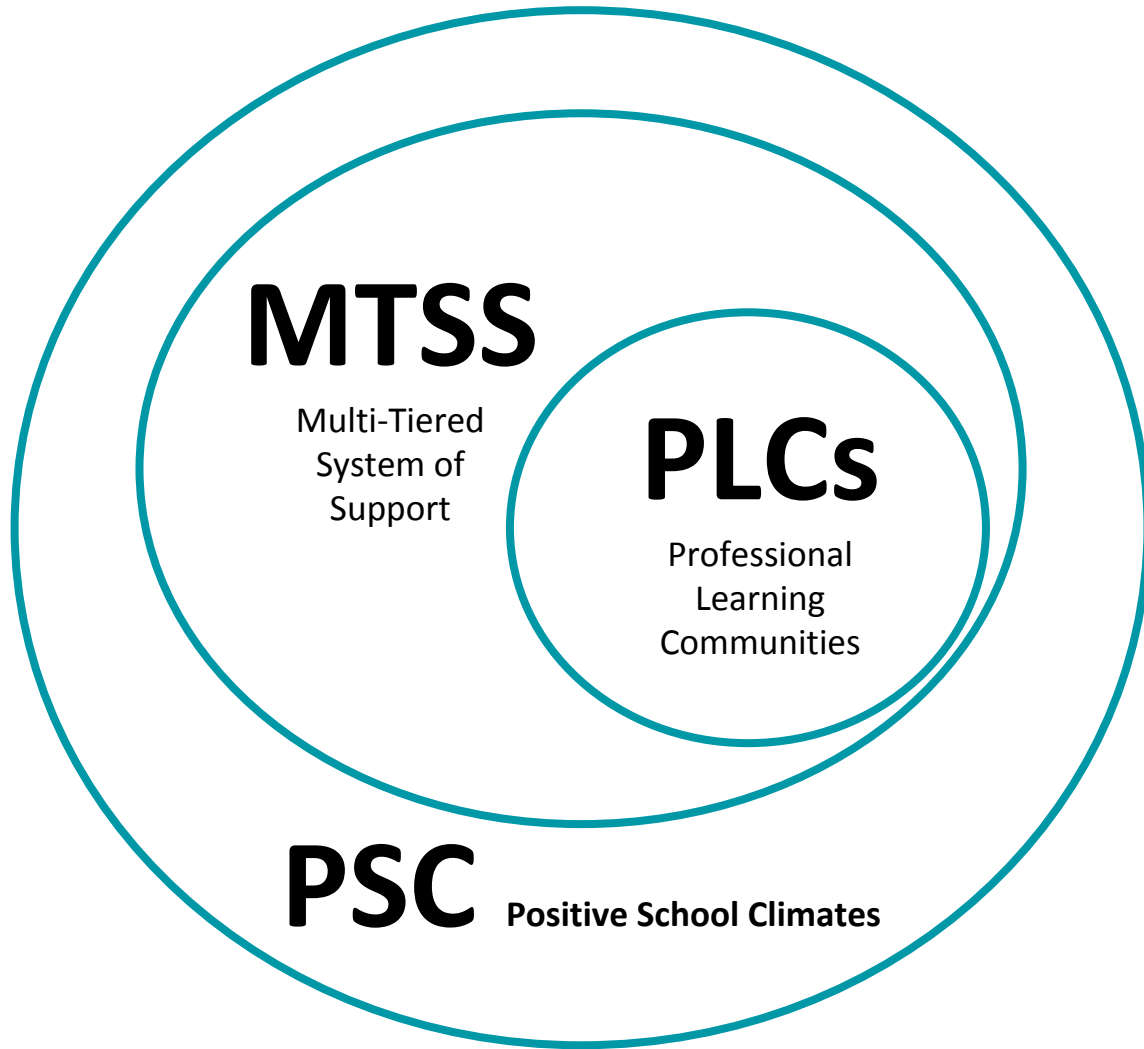 MTSS
Multi-Tiered
System of
Support
PLCs
Professional
Learning
Communities
PSC Positive School Climates